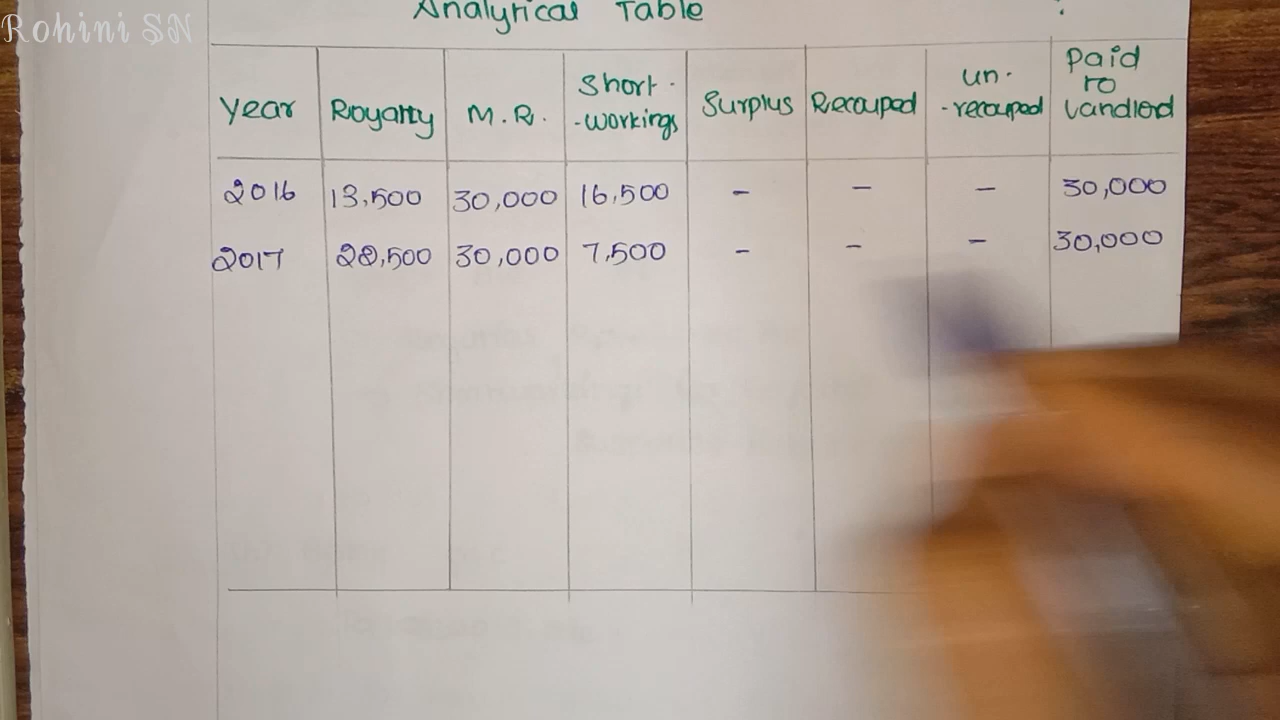 Rohini SN
Analytical Table
Year Royalty M.R. Short-workings Surplus Recouped un-recouped Paid to Landlord
2016 13,500 30,000 16,500 - - - 30,000
2017 22,500 30,000 7,500 - - - 30,000